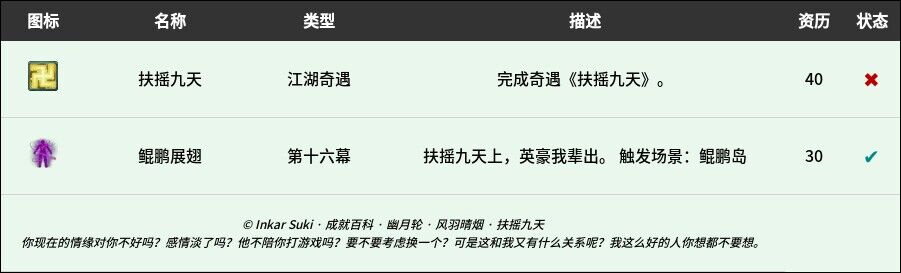 图标 名称 类型 描述 资历 状态
扶摇九天 江湖奇遇 完成奇遇《扶摇九天》。 40 ✖
鲲鹏展翅 第十六幕 扶摇九天上，英豪我辈出。 触发场景：鲲鹏岛 30 ✔
© Inkar Suki · 成就百科 · 幽月轮 · 风羽晴烟 · 扶摇九天
你现在的情缘对你不好吗？感情淡了吗？他不陪你打游戏吗？要不要考虑换一个？可是这和我又有什么关系呢？我这么好的人你想都不要想。